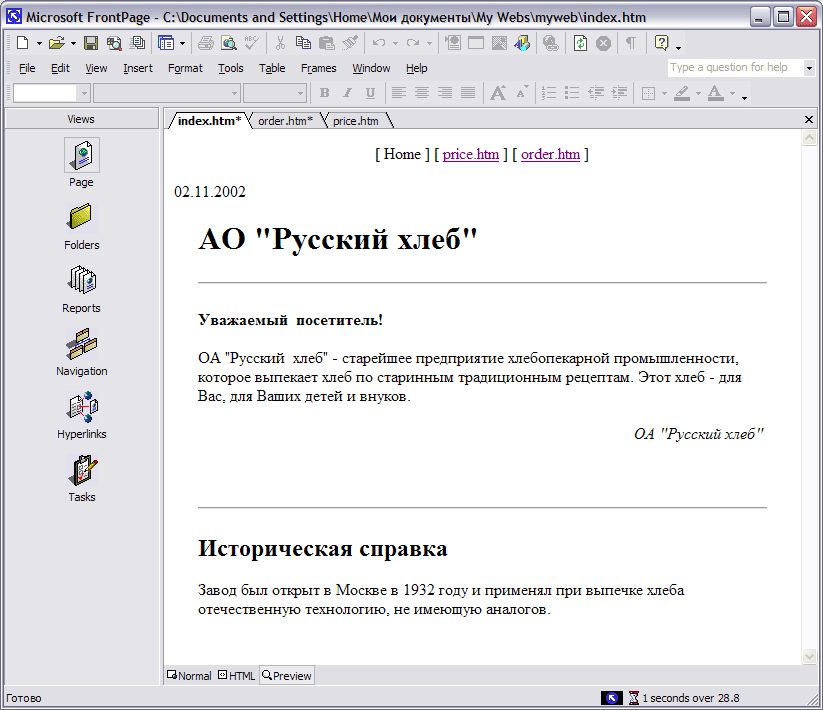 Microsoft FrontPage - C:\Documents and Settings\Home\Мои документы\My Webs\myweb\index.htm
File Edit View Insert Format Tools Table Frames Window Help
Type a question for help
B I U
Views
index.htm* order.htm* price.htm
Page
Folders
Reports
Navigation
Hyperlinks
Tasks
[ Home ] [ price.htm ] [ order.htm ]
02.11.2002
АО "Русский хлеб"
Уважаемый посетитель!
ОА "Русский хлеб" - старейшее предприятие хлебопекарной промышленности,
которое выпекает хлеб по старинным традиционным рецептам. Этот хлеб - для
Вас, для Ваших детей и внуков.
ОА "Русский хлеб"
Историческая справка
Завод был открыт в Москве в 1932 году и применял при выпечке хлеба
отечественную технологию, не имеющую аналогов.
Normal HTML Preview
Готово
1 seconds over 28.8